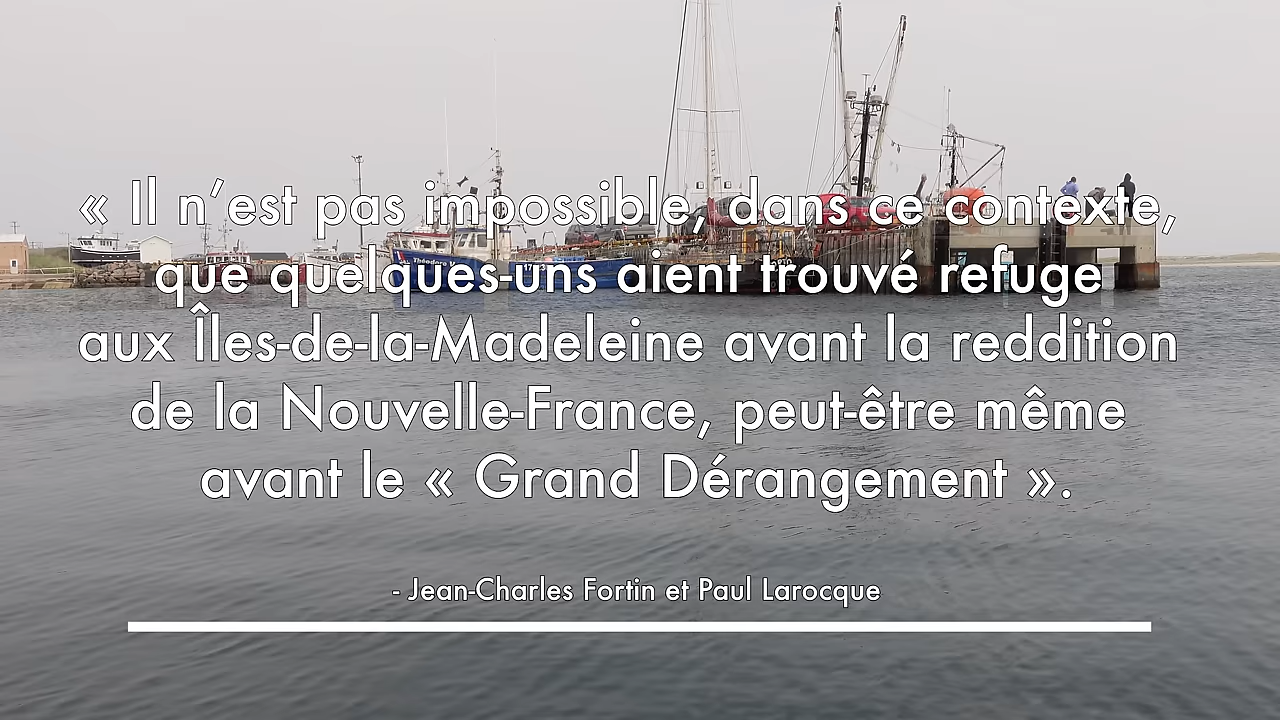 « Il n’est pas impossible, dans ce contexte,
que quelques-uns aient trouvé refuge
aux Îles-de-la-Madeleine avant la reddition
de la Nouvelle-France, peut-être même
avant le « Grand Dérangement ».
- Jean-Charles Fortin et Paul Larocque